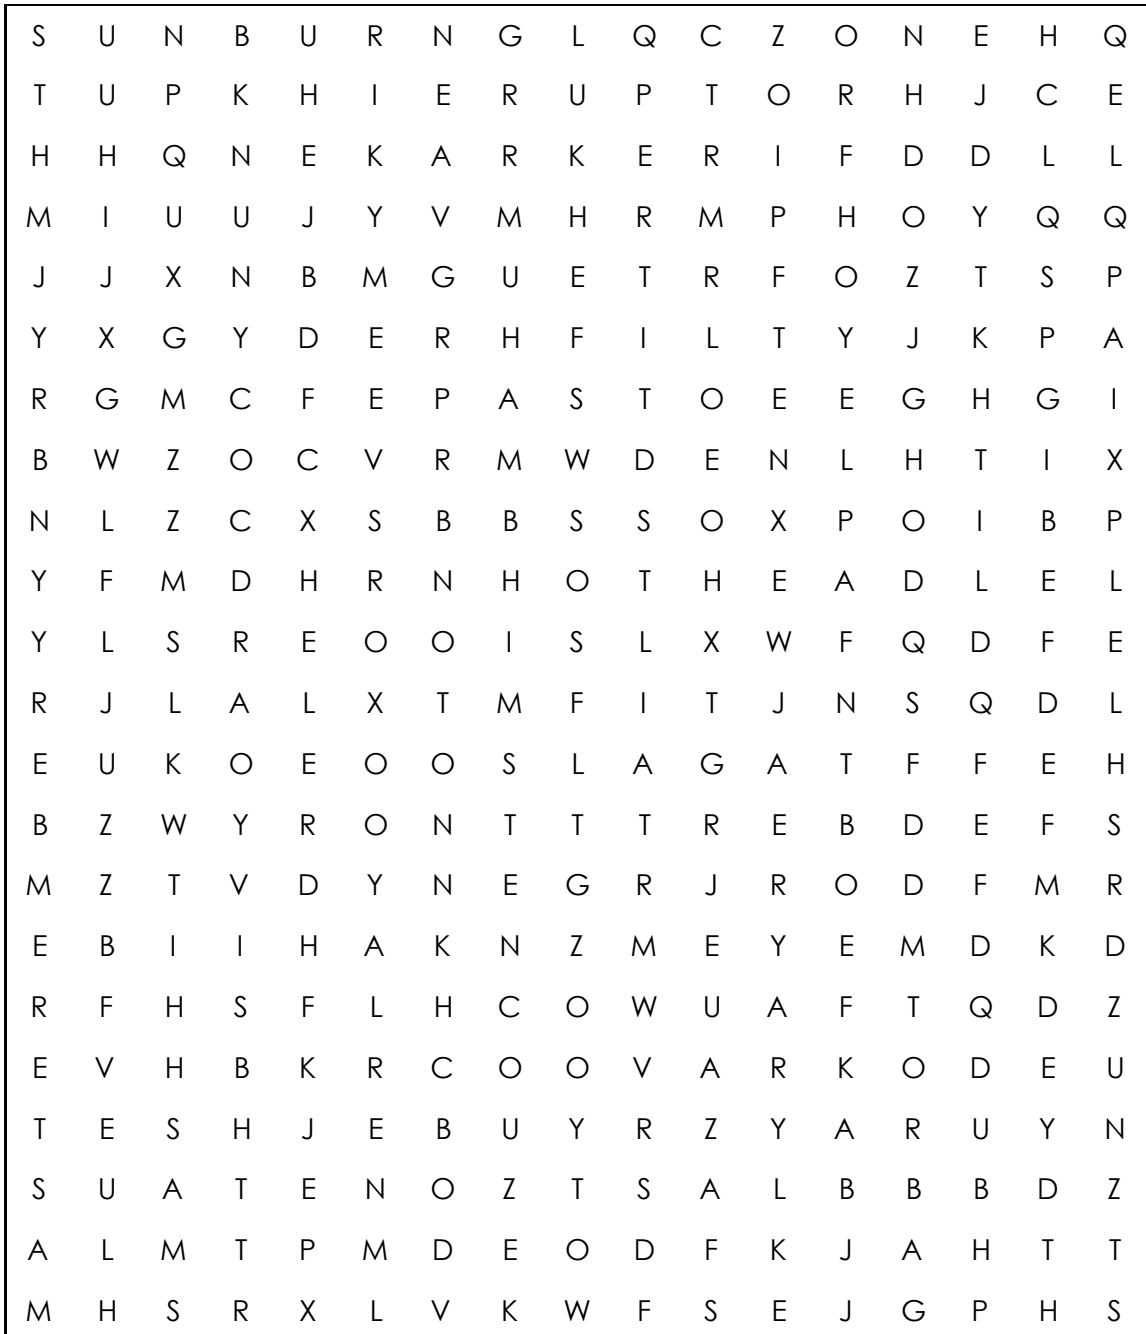 S U N B U R N G L Q C Z O N E H Q
T U P K H I E R U P T O R H J C E
H H Q N E K A R K E R I F D D L L
M I U U J Y V M H R M P H O Y Q Q
J J X N B M G U E T R F O Z T S P
Y X G Y D E R H F I L T Y J K P A
R G M C F E P A S T O E E G H G I
B W Z O C V R M W D E N L H T I X
N L Z C X S B B S S O X P O I B P
Y F M D H R N H O T H E A D L E L
Y L S R E O O I S L X W F Q D F E
R J L A L X T M F I T J N S Q D L
E U K O E O O S L A G A T F F E H
B Z W Y R O N T T T R E B D E F S
M Z T V D Y N E G R J R O D F M R
E B I I H A K N Z M E Y E M D K D
R F H S F L H C O W U A F T Q D Z
E V H B K R C O O V A R K O D E U
T E S H J E B U Y R Z Y A R U Y N
S U A T E N O Z T S A L B B B D Z
A L M T P M D E O D F K J A H T T
M H S R X L V K W F S E J G P H S